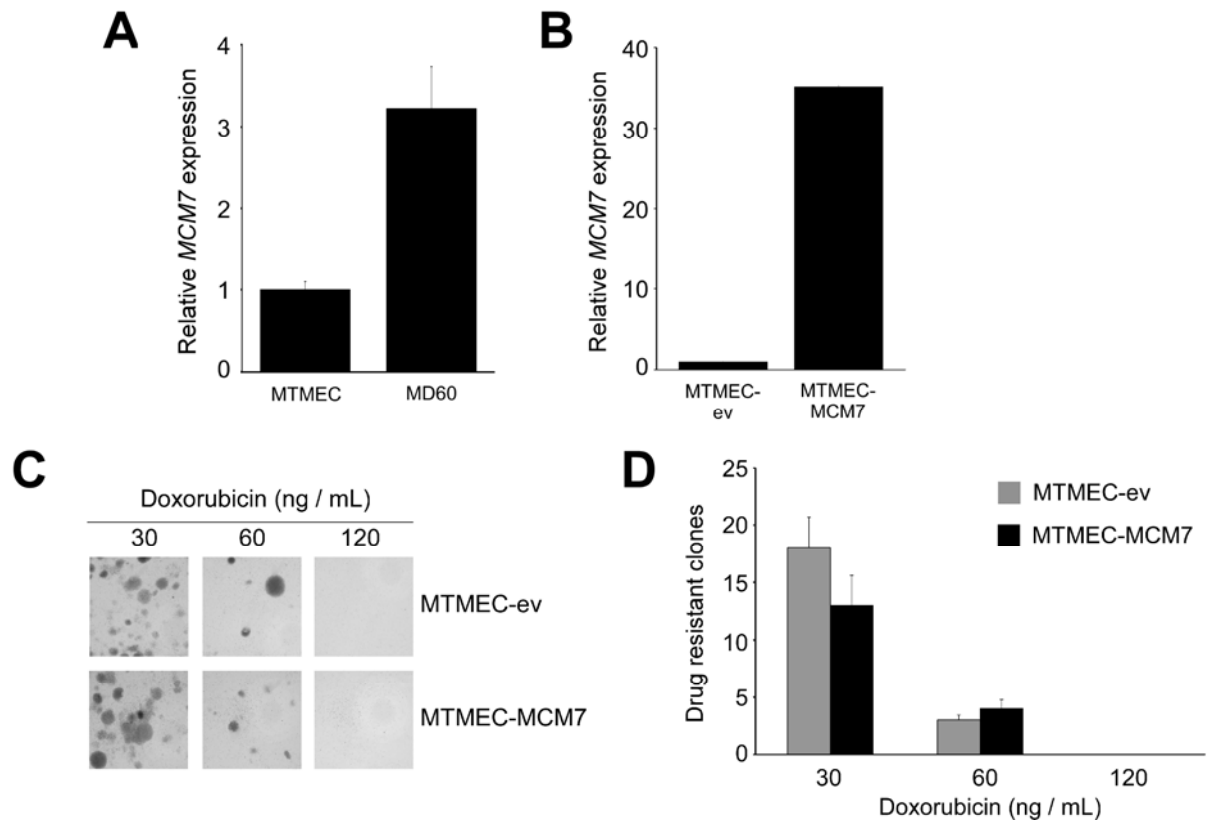 A
Relative MCM7 expression
4
3
2
1
0
MTMEC MD60
B
Relative MCM7 expression
40
35
30
20
10
0
MTMEC-
ev
MTMEC-
MCM7
C
Doxorubicin (ng / mL)
30 60 120
MTMEC-ev
MTMEC-MCM7
D
Drug resistant clones
25
20
15
10
5
0
MTMEC-ev
MTMEC-MCM7
30 60 120
Doxorubicin (ng / mL)